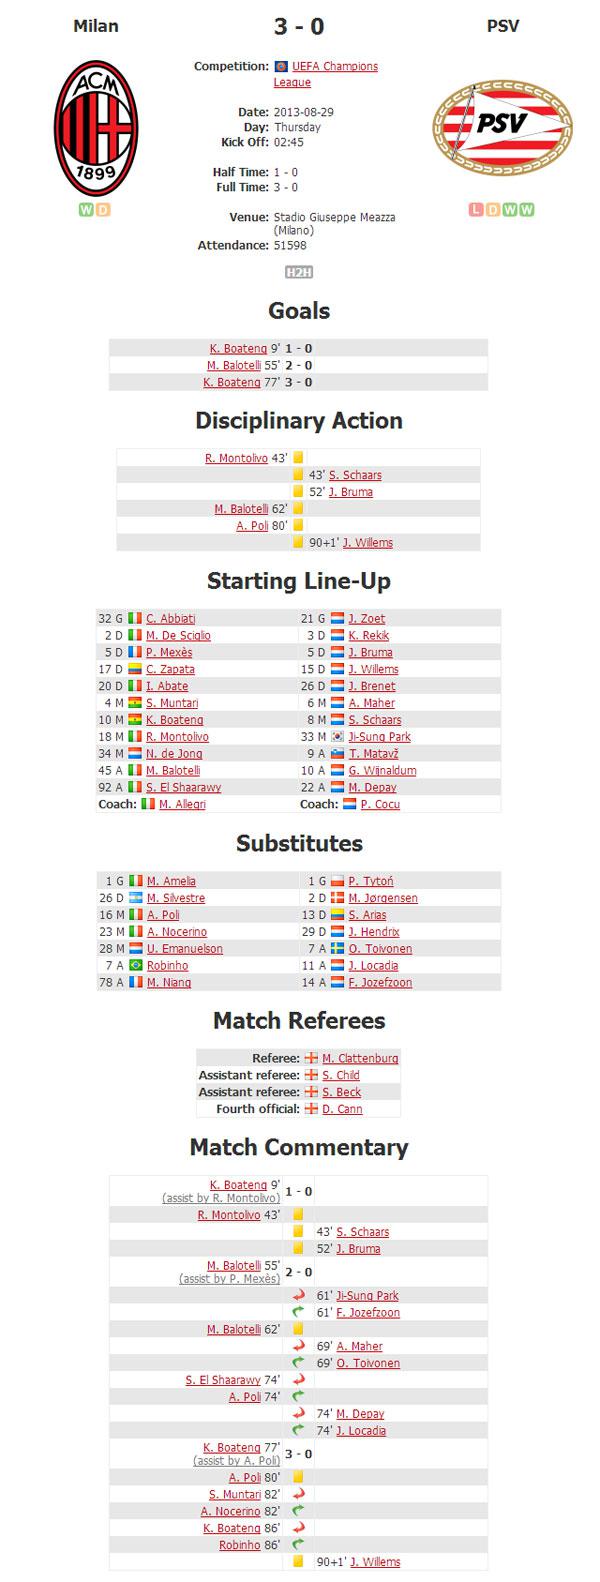 Milan
3 - 0
PSV
ACM
1899
PSV
W D
L D W W
Competition: UEFA Champions
League
Date: 2013-08-29
Day: Thursday
Kick Off: 02:45
Half Time: 1 - 0
Full Time: 3 - 0
Venue: Stadio Giuseppe Meazza
(Milano)
Attendance: 51598
H2H
Goals
K. Boateng 9' 1 - 0
M. Balotelli 55' 2 - 0
K. Boateng 77' 3 - 0
Disciplinary Action
R. Montolivo 43'
43' S. Schaars
52' J. Bruma
M. Balotelli 62'
A. Poli 80'
90+1' J. Willems
Starting Line-Up
32 G C. Abbiati 21 G J. Zoet
2 D M. De Sciglio 3 D K. Rekik
5 D P. Mexès 5 D J. Bruma
17 D C. Zapata 15 D J. Willems
20 D I. Abate 26 D J. Brenet
4 M S. Muntari 6 M A. Maher
10 M K. Boateng 8 M S. Schaars
18 M R. Montolivo 33 M Ji-Sung Park
34 M N. de Jong 9 A T. Matavž
45 A M. Balotelli 10 A G. Wijnaldum
92 A S. El Shaarawy 22 A M. Depay
Coach: M. Allegri Coach: P. Cocu
Substitutes
1 G M. Amelia 1 G P. Tytoń
26 D M. Silvestre 2 D M. Jørgensen
16 M A. Poli 13 D S. Arias
23 M A. Nocerino 29 D J. Hendrix
28 M U. Emanuelson 7 A O. Toivonen
7 A Robinho 11 A J. Locadia
78 A M. Niang 14 A F. Jozefzoon
Match Referees
Referee: M. Clattenburg
Assistant referee: S. Child
Assistant referee: S. Beck
Fourth official: D. Cann
Match Commentary
K. Boateng 9' 1 - 0
(assist by R. Montolivo)
R. Montolivo 43'
43' S. Schaars
52' J. Bruma
M. Balotelli 55' 2 - 0
(assist by P. Mexès)
61' Ji-Sung Park
61' F. Jozefzoon
M. Balotelli 62'
69' A. Maher
69' O. Toivonen
S. El Shaarawy 74'
A. Poli 74'
74' M. Depay
74' J. Locadia
K. Boateng 77' 3 - 0
(assist by A. Poli)
A. Poli 80'
S. Muntari 82'
A. Nocerino 82'
K. Boateng 86'
Robinho 86'
90+1' J. Willems